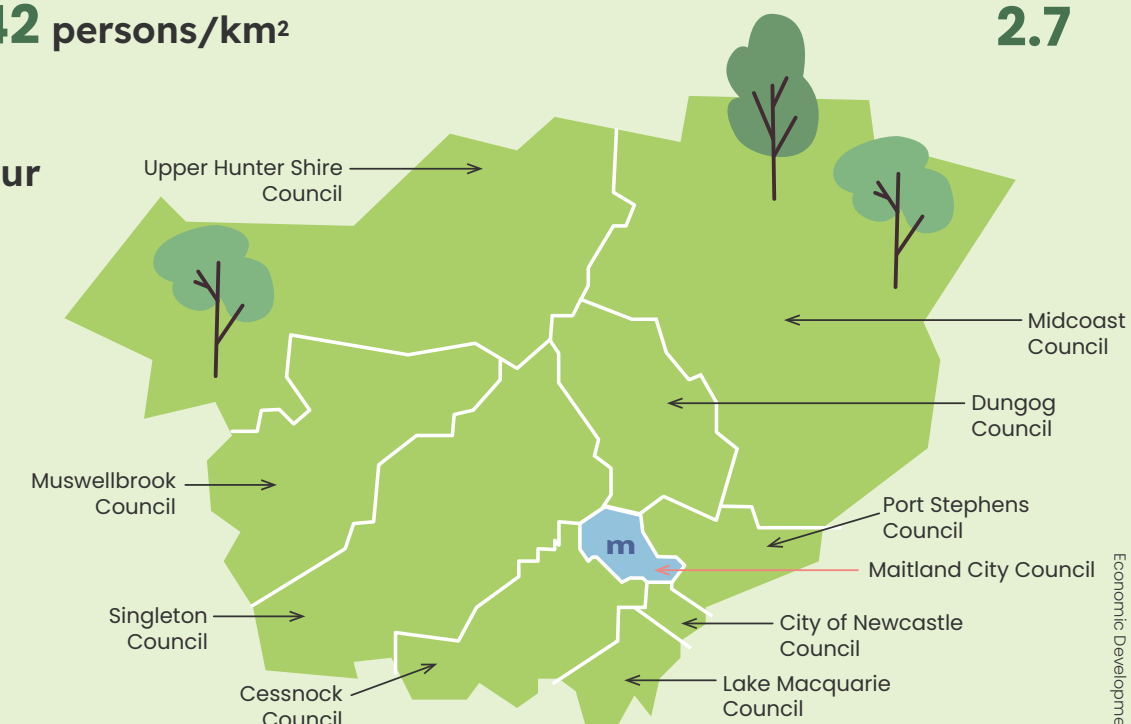 42 persons/km²
2.7
ur
Upper Hunter Shire
Council
Midcoast
Council
Dungog
Council
Muswellbrook
Council
Port Stephens
Council
m
Maitland City Council
Singleton
Council
City of Newcastle
Council
Cessnock
Council
Lake Macquarie
Council
Economic Developme